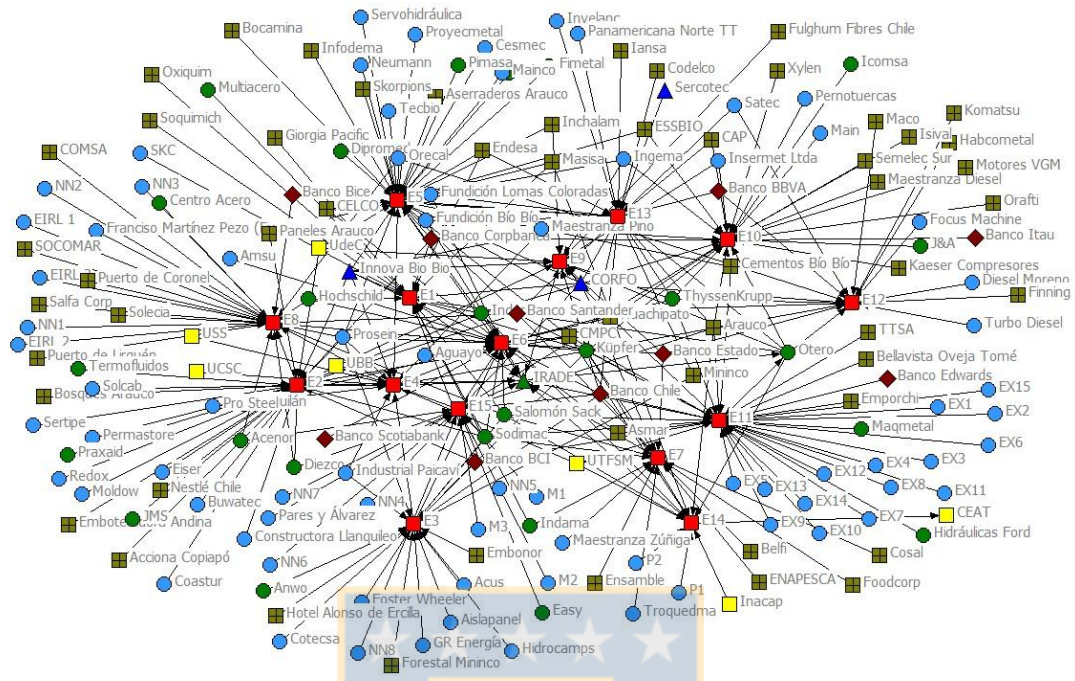 Servohidráulica
Invelanc
Proyecmetal
Panamericana Norte TT
Fulghum Fibres Chile
Bocamina
Infodema
Cesmec
Iansa
Neumann
Pimasa
Fimetal
Icomsa
Oxiquim
Mainco
Codelco
Xylen
Multiacero
Skorpions
Aserraderos Arauco
Sercotec
Pernotuercas
Tecbio
Satec
Komatsu
Soquimich
Inchalam
ESSBIO
Maco
Giorgia Pacific
CAP
Main
Isival
Endesa
Habcometal
COMSA
SKC
Dipromed
Orecal
Masisa
Ingema
Insermet Ltda
Semelec Sur
Motores VGM
NN2
NN3
Banco Bice
E5
Fundición Lomas Coloradas
Banco BBVA
Maestranza Diesel
Centro Acero
CELCO
E13
Orafti
EIRL 1
Franciso Martínez Pezo (
Paneles Arauco
Fundición Bío Bío
Maestranza Pino
Focus Machine
Banco Corpbanca
E10
Banco Itau
SOCOMAR
UdeC
J&A
Amsu
E9
Cementos Bío Bío
Kaeser Compresores
Innova Bio Bio
CORFO
Puerto de Coronel
Diesel Moreno
Hochschild
E1
ThyssenKrupp
E12
Finning
Salfa Corp
Solecia
E8
Banco Santander
NN1
USS
Prosein
Arauco
Turbo Diesel
EIRL 2
CMPC
TTSA
E6
Küpfer
Banco Estado
Otero
Puerto de Lirquén
Aguayo
Bellavista Oveja Tomé
Termofluidos
UCSC
UBB
Mininco
Banco Edwards
Solcab
E2
E4
IRADE
EX15
Bosques Arauco
Banco Chile
Emporchi
EX1
Pro Steel
E15
EX2
Sertipe
Salomón Sack
E11
Maqmetal
Permastore
Acenor
Banco Scotiabank
Sodimac
Asmar
EX6
Praxaid
E7
Diezco
Banco BCI
UTFSM
EX4
EX3
Redox
Eiser
Industrial Paicaví
EX12
Moldow
Nestlé Chile
NN7
NN5
EX5
EX13
EX8
EX11
Buwatec
NN4
M1
EX14
JMS
Pares y Álvarez
E3
E14
EX7
CEAT
Embotelladora Andina
M3
Indama
EX9
EX10
Hidráulicas Ford
Constructora Llanquileo
Maestranza Zúñiga
Acciona Copiapó
NN6
Embonor
P2
Belfi
Cosal
Coastur
Anwo
Acus
M2
Ensamble
ENAPESCA
Foodcorp
P1
Foster Wheeler
Inacap
Hotel Alonso de Ercilla
Aislapanel
Easy
Troquedma
Cotecsa
GR Energía
NN8
Hidrocamps
Forestal Mininco